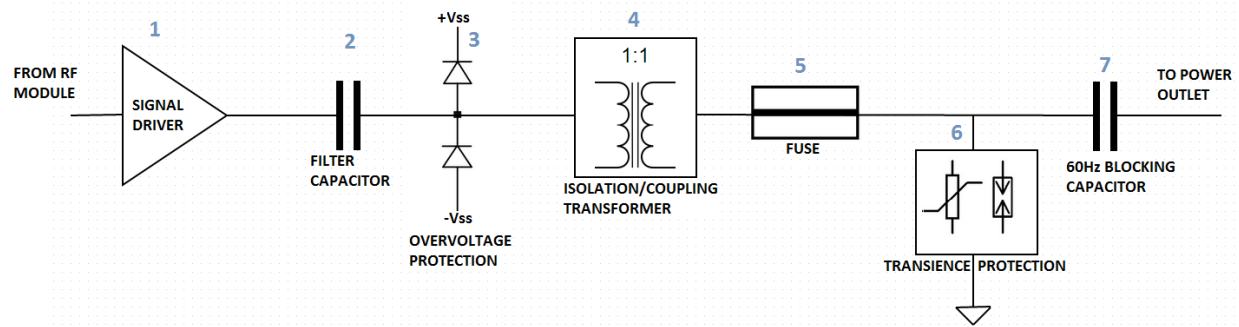 1
FROM RF
MODULE
SIGNAL
DRIVER
2
FILTER
CAPACITOR
+Vss
3
-Vss
OVERVOLTAGE
PROTECTION
4
1:1
ISOLATION/COUPLING
TRANSFORMER
5
FUSE
6
TRANSIENCE PROTECTION
7
60Hz BLOCKING
CAPACITOR
TO POWER
OUTLET